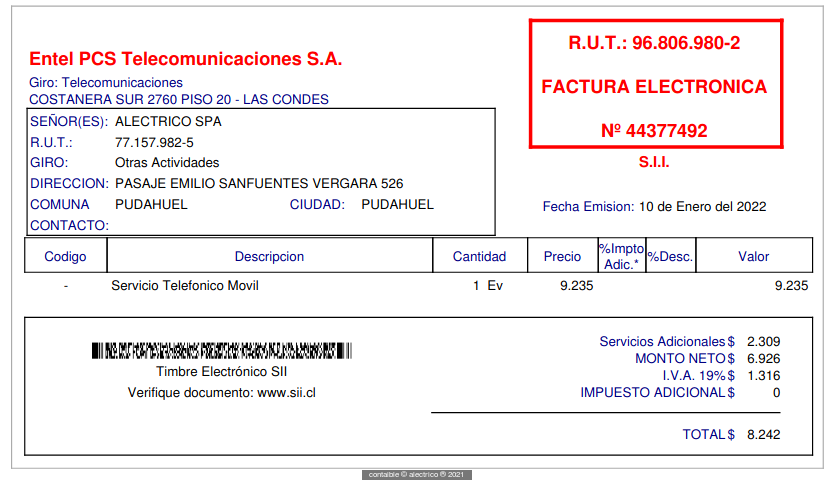 Entel PCS Telecomunicaciones S.A.
Giro: Telecomunicaciones
COSTANERA SUR 2760 PISO 20 - LAS CONDES
R.U.T.: 96.806.980-2
FACTURA ELECTRONICA
Nº 44377492
S.I.I.
SEÑOR(ES): ALECTRICO SPA
R.U.T.: 77.157.982-5
GIRO: Otras Actividades
DIRECCION: PASAJE EMILIO SANFUENTES VERGARA 526
COMUNA PUDAHUEL CIUDAD: PUDAHUEL
CONTACTO:
Fecha Emision: 10 de Enero del 2022
Codigo Descripcion Cantidad Precio %Impto Adic.* %Desc. Valor
- Servicio Telefonico Movil 1 Ev 9.235 9.235
Timbre Electrónico SII
Verifique documento: www.sii.cl
Servicios Adicionales $ 2.309
MONTO NETO $ 6.926
I.V.A. 19% $ 1.316
IMPUESTO ADICIONAL $ 0
TOTAL $ 8.242
contaible © alectrico ® 2021